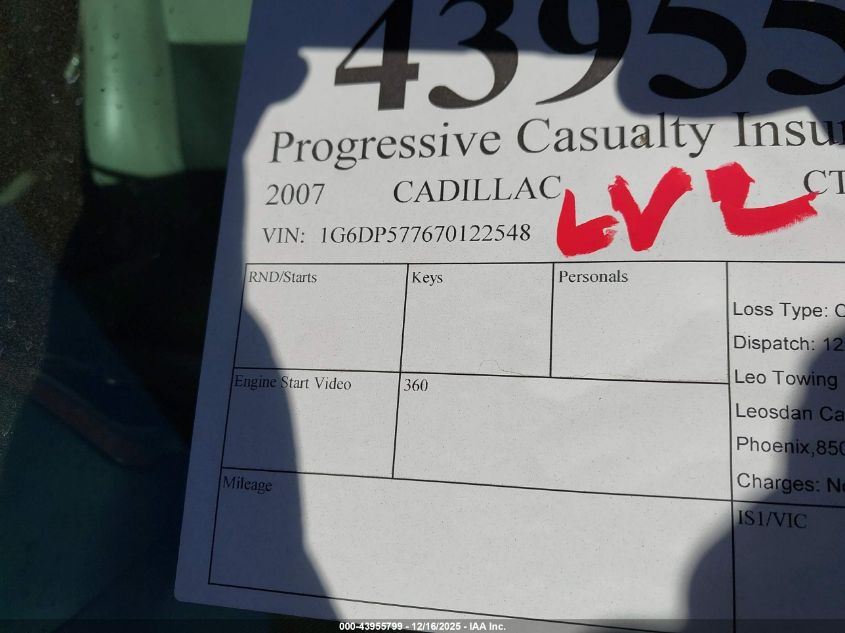 43955
Progressive Casualty Insu
2007 CADILLAC CT
LVL
VIN: 1G6DP577670122548
RND/Starts Keys Personals
Loss Type: C
Dispatch: 12
Engine Start Video 360
Leo Towing
Leosdan Ca
Phoenix,850
Mileage
Charges: No
IS1/VIC
000-43955799 - 12/16/2025 - IAA Inc.